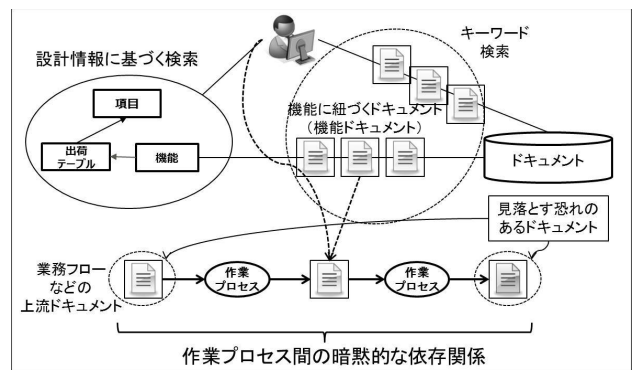 設計情報に基づく検索
キーワード
検索
項目
出荷
テーブル
機能
機能に紐づくドキュメント
(機能ドキュメント)
ドキュメント
見落とす恐れの
あるドキュメント
業務フロー
などの
上流ドキュメント
作業
プロセス
作業
プロセス
作業プロセス間の暗黙的な依存関係